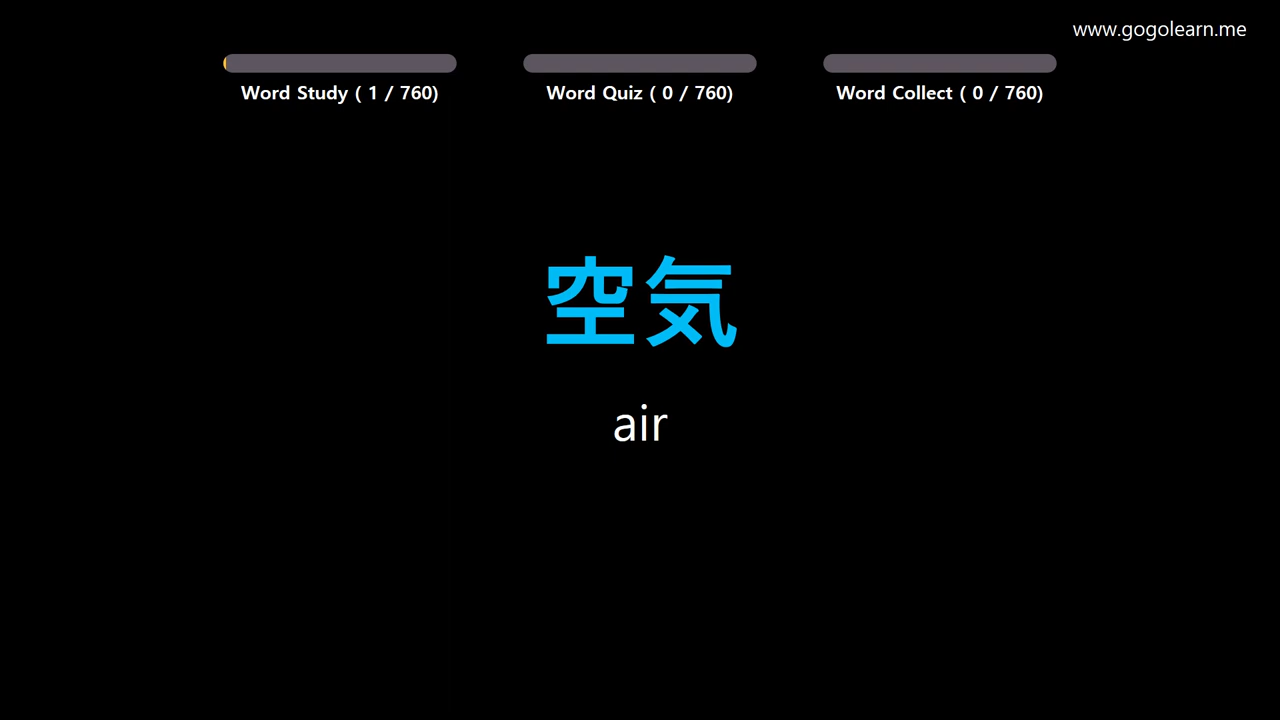 www.gogolearn.me
Word Study ( 1 / 760)
Word Quiz ( 0 / 760)
Word Collect ( 0 / 760)
空気
air